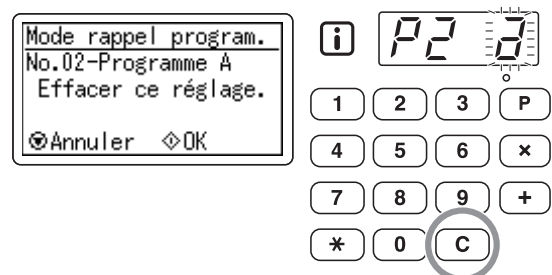 Mode rappel program.
No.02-Programme A
Effacer ce réglage.
Annuler OK
i
P2 d
1 2 3 P
4 5 6 ×
7 8 9 +
* 0 C